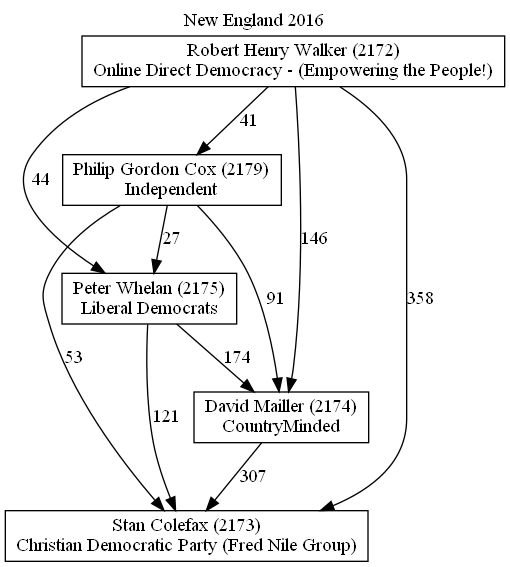 New England 2016
Robert Henry Walker (2172)
Online Direct Democracy - (Empowering the People!)
41
Philip Gordon Cox (2179)
Independent
44
27
146
Peter Whelan (2175)
Liberal Democrats
91
358
53
174
David Mailler (2174)
CountryMinded
121
307
Stan Colefax (2173)
Christian Democratic Party (Fred Nile Group)